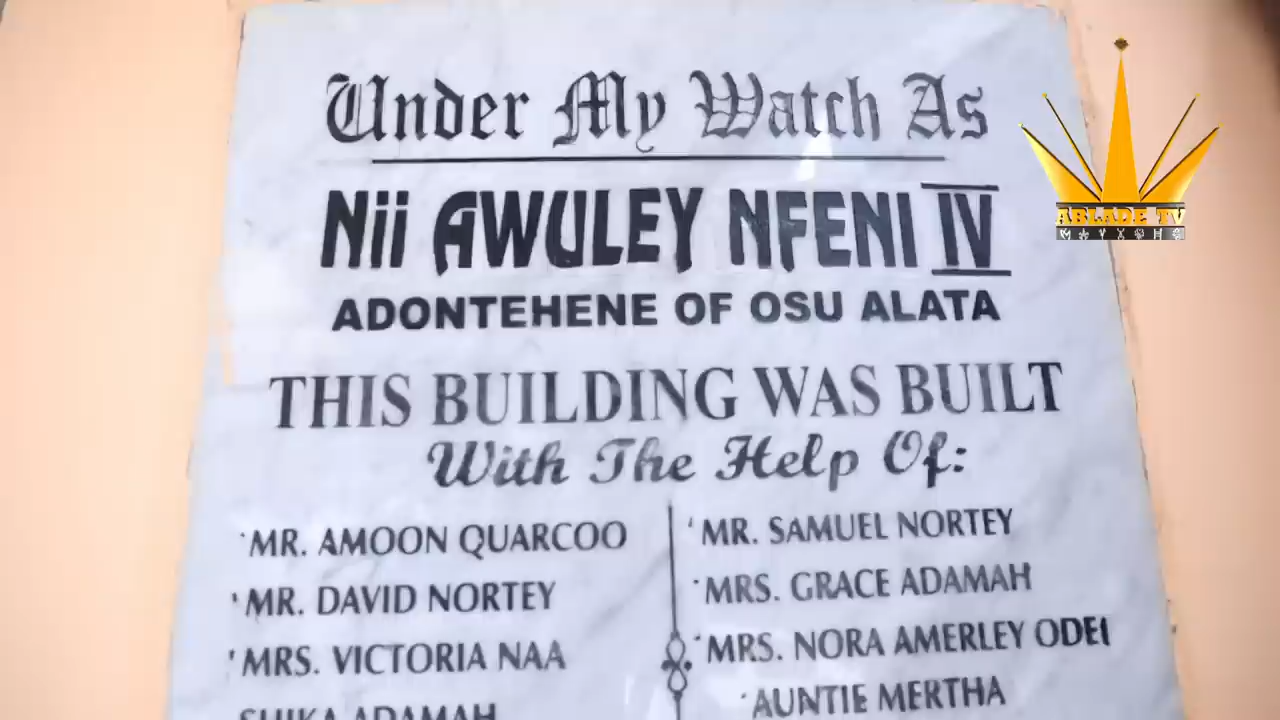 Under My Watch As
Nii AWULEY NFENI IV
ADONTEHENE OF OSU ALATA
THIS BUILDING WAS BUILT
With The Help Of:
MR. AMOON QUARCOO
MR. DAVID NORTEY
MRS. VICTORIA NAA
SHIKA ADAMAH
MR. SAMUEL NORTEY
MRS. GRACE ADAMAH
MRS. NORA AMERLEY ODEI
AUNTIE MERTHA
ABLADE TV